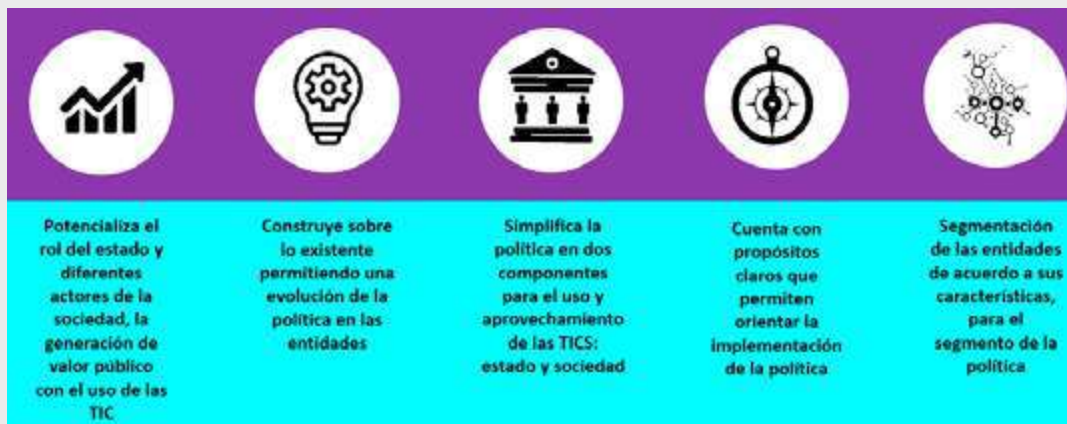 Potencializa el
rol del estado y
diferentes
actores de la
sociedad, la
generación de
valor público
con el uso de las
TIC
Construye sobre
lo existente
permitiendo una
evolución de la
política en las
entidades
Simplifica la
política en dos
componentes
para el uso y
aprovechamiento
de las TICS:
estado y sociedad
Cuenta con
propósitos
claros que
permiten
orientar la
implementación
de la política
Segmentación
de las entidades
de acuerdo a sus
características,
para el
segmento de la
política